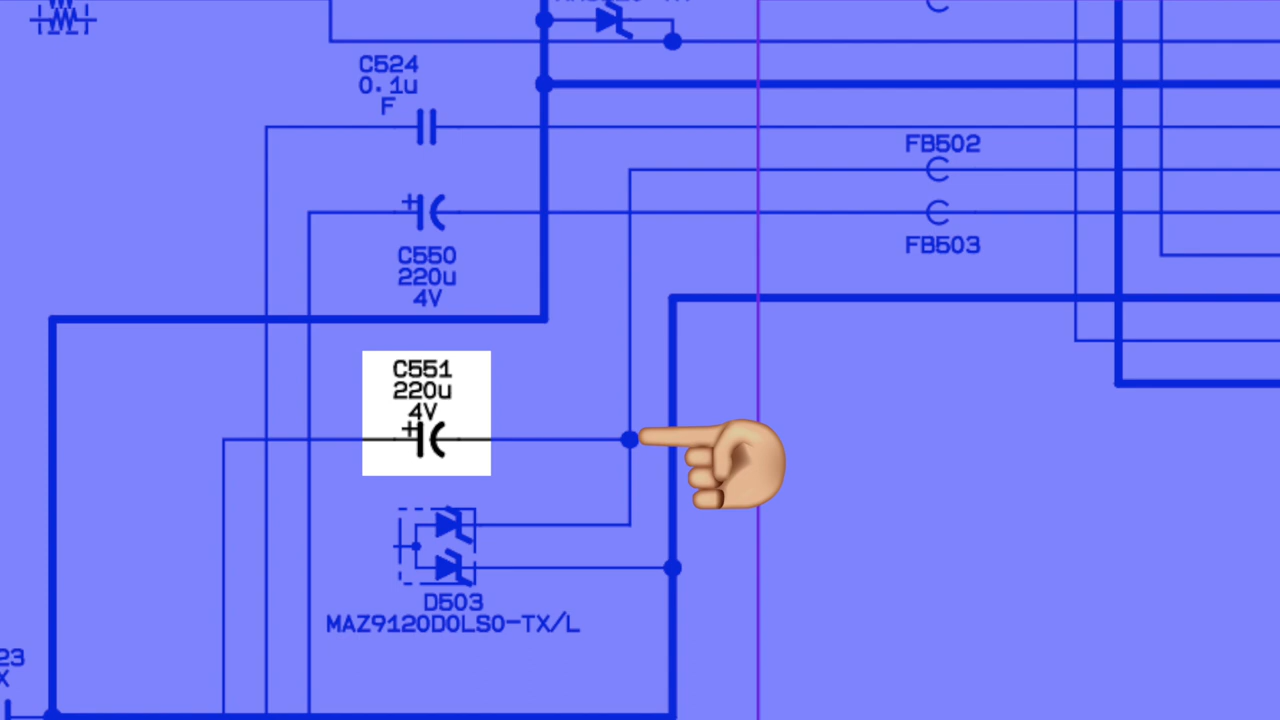 C524
0.1u
F
FB502
FB503
C550
220u
4V
C551
220u
4V
D503
MAZ9120D0LS0-TX/L
23
X